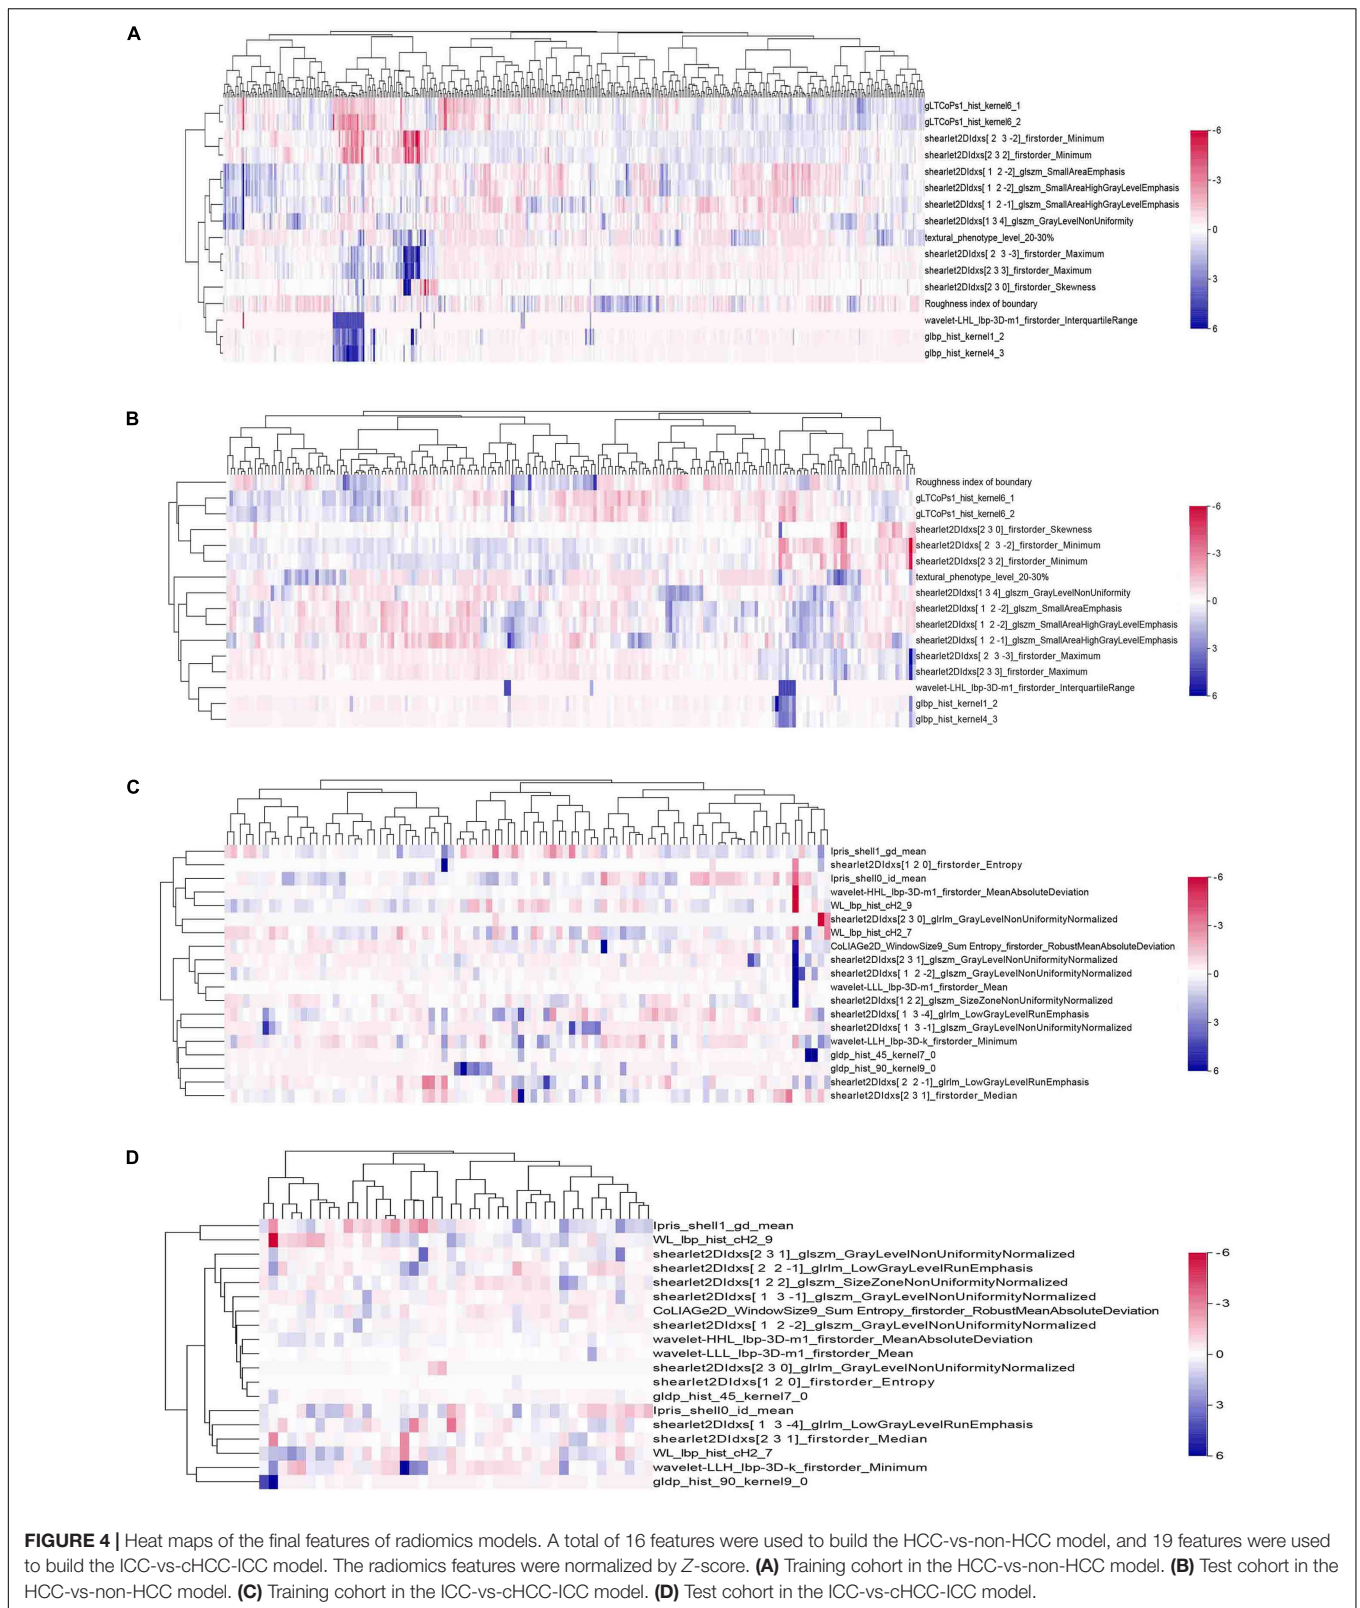 A
gLTCoPs1_hist_kernel6_1
gLTCoPs1_hist_kernel6_2
shearlet2DIdxs[ 2 3 -2]_firstorder_Minimum
shearlet2DIdxs[2 3 2]_firstorder_Minimum
shearlet2DIdxs[ 1 2 -2]_glszm_SmallAreaEmphasis
shearlet2DIdxs[ 1 2 -2]_glszm_SmallAreaHighGrayLevelEmphasis
shearlet2DIdxs[ 1 2 -1]_glszm_SmallAreaHighGrayLevelEmphasis
shearlet2DIdxs[1 3 4]_glszm_GrayLevelNonUniformity
textural_phenotype_level_20-30%
shearlet2DIdxs[ 2 3 -3]_firstorder_Maximum
shearlet2DIdxs[2 3 3]_firstorder_Maximum
shearlet2DIdxs[2 3 0]_firstorder_Skewness
Roughness index of boundary
wavelet-LHL_lbp-3D-m1_firstorder_InterquartileRange
glbp_hist_kernel1_2
glbp_hist_kernel4_3
-6
-3
0
3
6
B
Roughness index of boundary
gLTCoPs1_hist_kernel6_1
gLTCoPs1_hist_kernel6_2
shearlet2DIdxs[2 3 0]_firstorder_Skewness
shearlet2DIdxs[ 2 3 -2]_firstorder_Minimum
shearlet2DIdxs[2 3 2]_firstorder_Minimum
textural_phenotype_level_20-30%
shearlet2DIdxs[1 3 4]_glszm_GrayLevelNonUniformity
shearlet2DIdxs[ 1 2 -2]_glszm_SmallAreaEmphasis
shearlet2DIdxs[ 1 2 -2]_glszm_SmallAreaHighGrayLevelEmphasis
shearlet2DIdxs[ 1 2 -1]_glszm_SmallAreaHighGrayLevelEmphasis
shearlet2DIdxs[ 2 3 -3]_firstorder_Maximum
shearlet2DIdxs[2 3 3]_firstorder_Maximum
wavelet-LHL_lbp-3D-m1_firstorder_InterquartileRange
glbp_hist_kernel1_2
glbp_hist_kernel4_3
-6
-3
0
3
6
C
Ipris_shell1_gd_mean
shearlet2DIdxs[1 2 0]_firstorder_Entropy
Ipris_shell0_id_mean
wavelet-HHL_lbp-3D-m1_firstorder_MeanAbsoluteDeviation
WL_lbp_hist_cH2_9
shearlet2DIdxs[2 3 0]_glrlm_GrayLevelNonUniformityNormalized
WL_lbp_hist_cH2_7
CoLlAGe2D_WindowSize9_Sum Entropy_firstorder_RobustMeanAbsoluteDeviation
shearlet2DIdxs[2 3 1]_glszm_GrayLevelNonUniformityNormalized
shearlet2DIdxs[ 1 2 -2]_glszm_GrayLevelNonUniformityNormalized
wavelet-LLL_lbp-3D-m1_firstorder_Mean
shearlet2DIdxs[1 2 2]_glszm_SizeZoneNonUniformityNormalized
shearlet2DIdxs[ 1 3 -4]_glrlm_LowGrayLevelRunEmphasis
shearlet2DIdxs[ 1 3 -1]_glszm_GrayLevelNonUniformityNormalized
wavelet-LLH_lbp-3D-k_firstorder_Minimum
gldp_hist_45_kernel7_0
gldp_hist_90_kernel9_0
shearlet2DIdxs[ 2 2 -1]_glrlm_LowGrayLevelRunEmphasis
shearlet2DIdxs[2 3 1]_firstorder_Median
-6
-3
0
3
6
D
Ipris_shell1_gd_mean
WL_lbp_hist_cH2_9
shearlet2DIdxs[2 3 1]_glszm_GrayLevelNonUniformityNormalized
shearlet2DIdxs[ 2 2 -1]_glrlm_LowGrayLevelRunEmphasis
shearlet2DIdxs[1 2 2]_glszm_SizeZoneNonUniformityNormalized
shearlet2DIdxs[ 1 3 -1]_glszm_GrayLevelNonUniformityNormalized
CoLlAGe2D_WindowSize9_Sum Entropy_firstorder_RobustMeanAbsoluteDeviation
shearlet2DIdxs[ 1 2 -2]_glszm_GrayLevelNonUniformityNormalized
wavelet-HHL_lbp-3D-m1_firstorder_MeanAbsoluteDeviation
wavelet-LLL_lbp-3D-m1_firstorder_Mean
shearlet2DIdxs[2 3 0]_glrlm_GrayLevelNonUniformityNormalized
shearlet2DIdxs[1 2 0]_firstorder_Entropy
gldp_hist_45_kernel7_0
Ipris_shell0_id_mean
shearlet2DIdxs[ 1 3 -4]_glrlm_LowGrayLevelRunEmphasis
shearlet2DIdxs[2 3 1]_firstorder_Median
WL_lbp_hist_cH2_7
wavelet-LLH_lbp-3D-k_firstorder_Minimum
gldp_hist_90_kernel9_0
-6
-3
0
3
6
FIGURE 4 | Heat maps of the final features of radiomics models. A total of 16 features were used to build the HCC-vs-non-HCC model, and 19 features were used
to build the ICC-vs-cHCC-ICC model. The radiomics features were normalized by Z-score. (A) Training cohort in the HCC-vs-non-HCC model. (B) Test cohort in the
HCC-vs-non-HCC model. (C) Training cohort in the ICC-vs-cHCC-ICC model. (D) Test cohort in the ICC-vs-cHCC-ICC model.